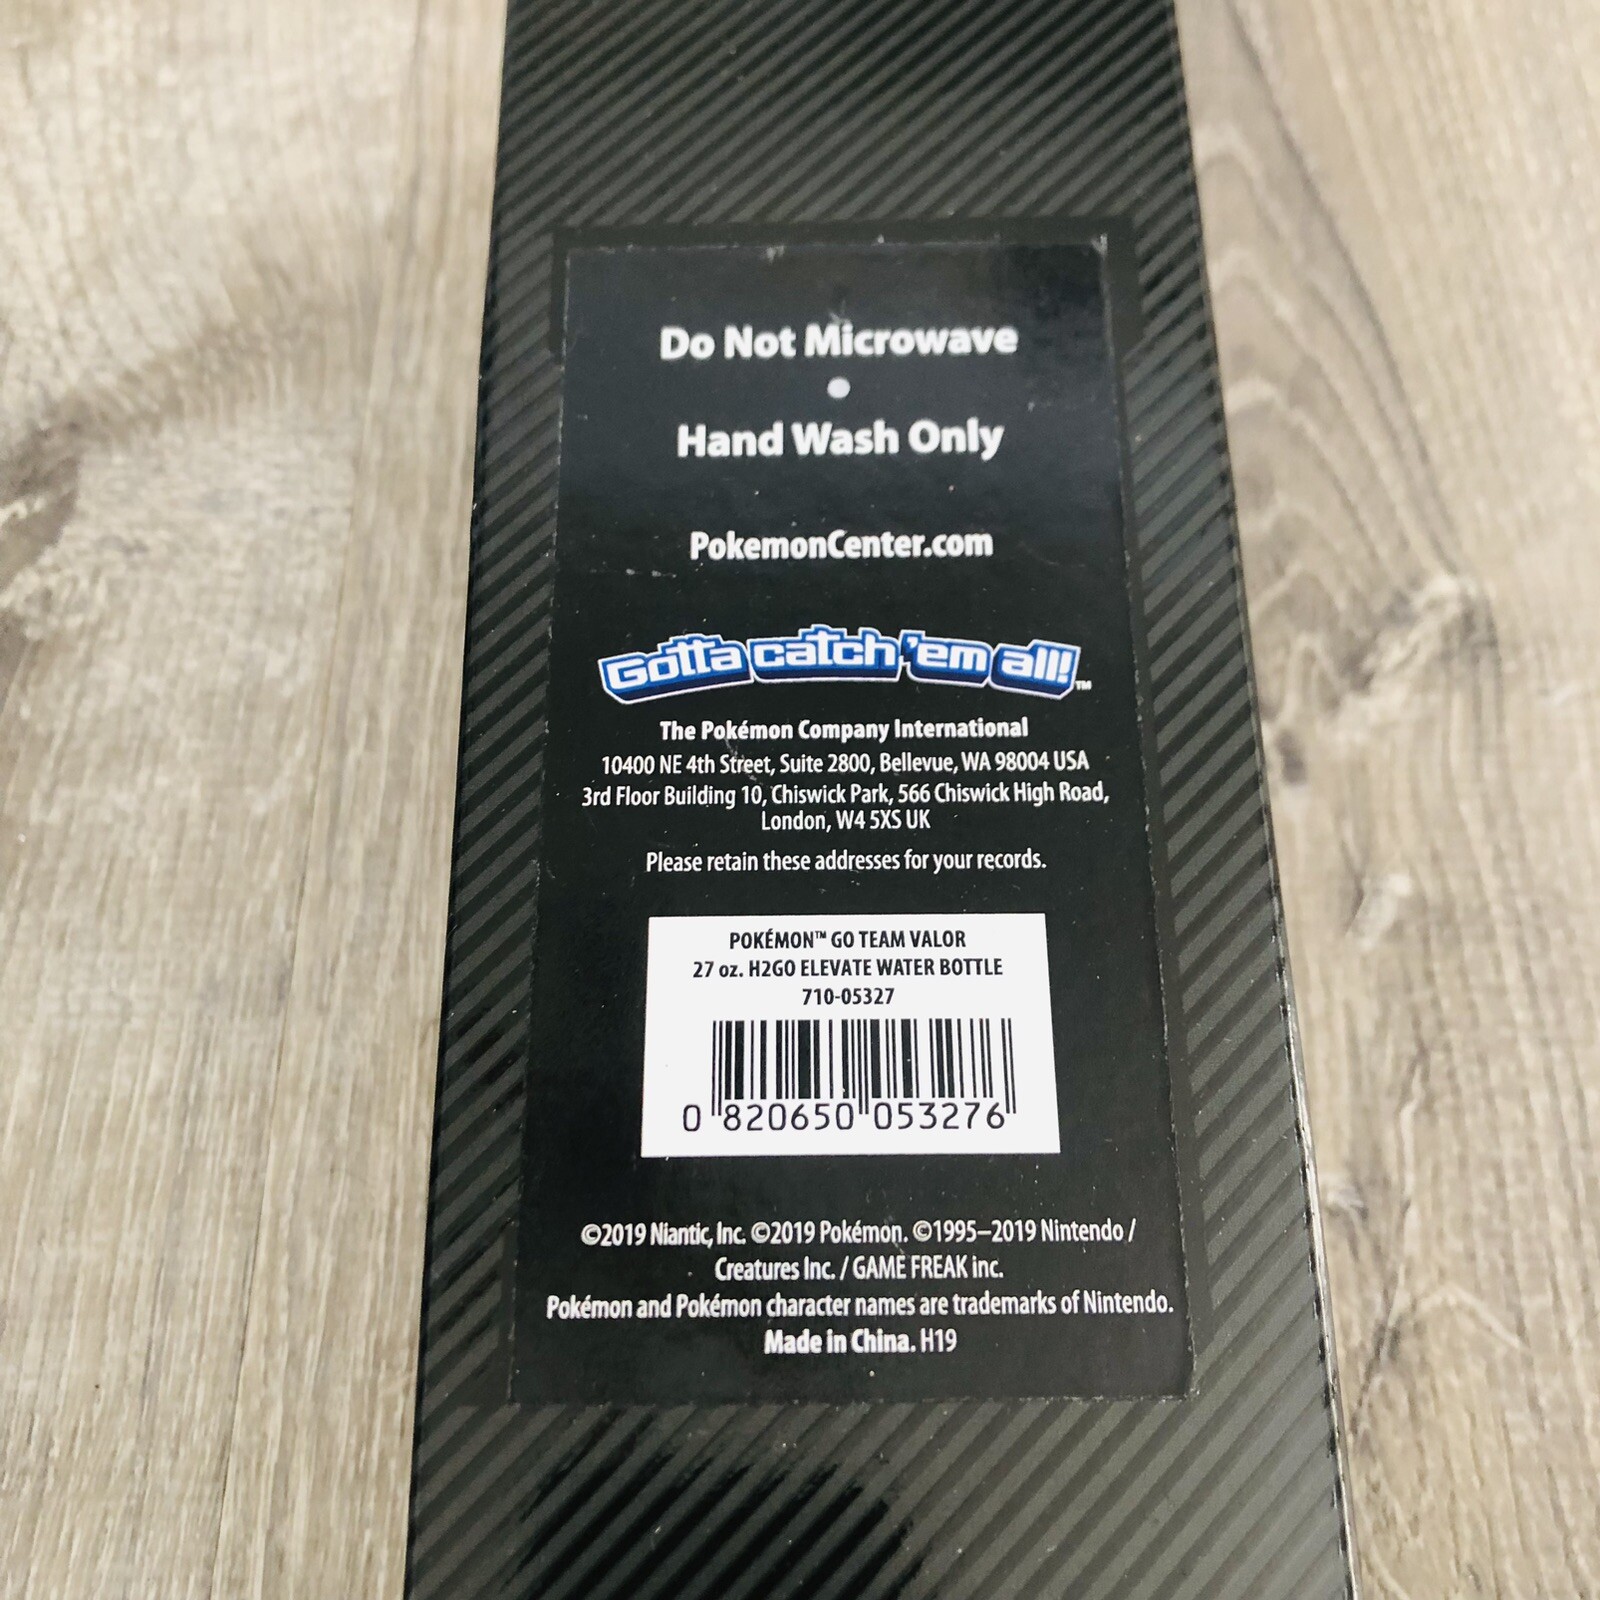 Do Not Microwave
•
Hand Wash Only
PokemonCenter.com
Gotta catch 'em all!™
The Pokémon Company International
10400 NE 4th Street, Suite 2800, Bellevue, WA 98004 USA
3rd Floor Building 10, Chiswick Park, 566 Chiswick High Road,
London, W4 5XS UK
Please retain these addresses for your records.
POKÉMON™ GO TEAM VALOR
27 oz. H2GO ELEVATE WATER BOTTLE
710-05327
0 820650 053276
©2019 Niantic, Inc. ©2019 Pokémon. ©1995–2019 Nintendo /
Creatures Inc. / GAME FREAK inc.
Pokémon and Pokémon character names are trademarks of Nintendo.
Made in China. H19